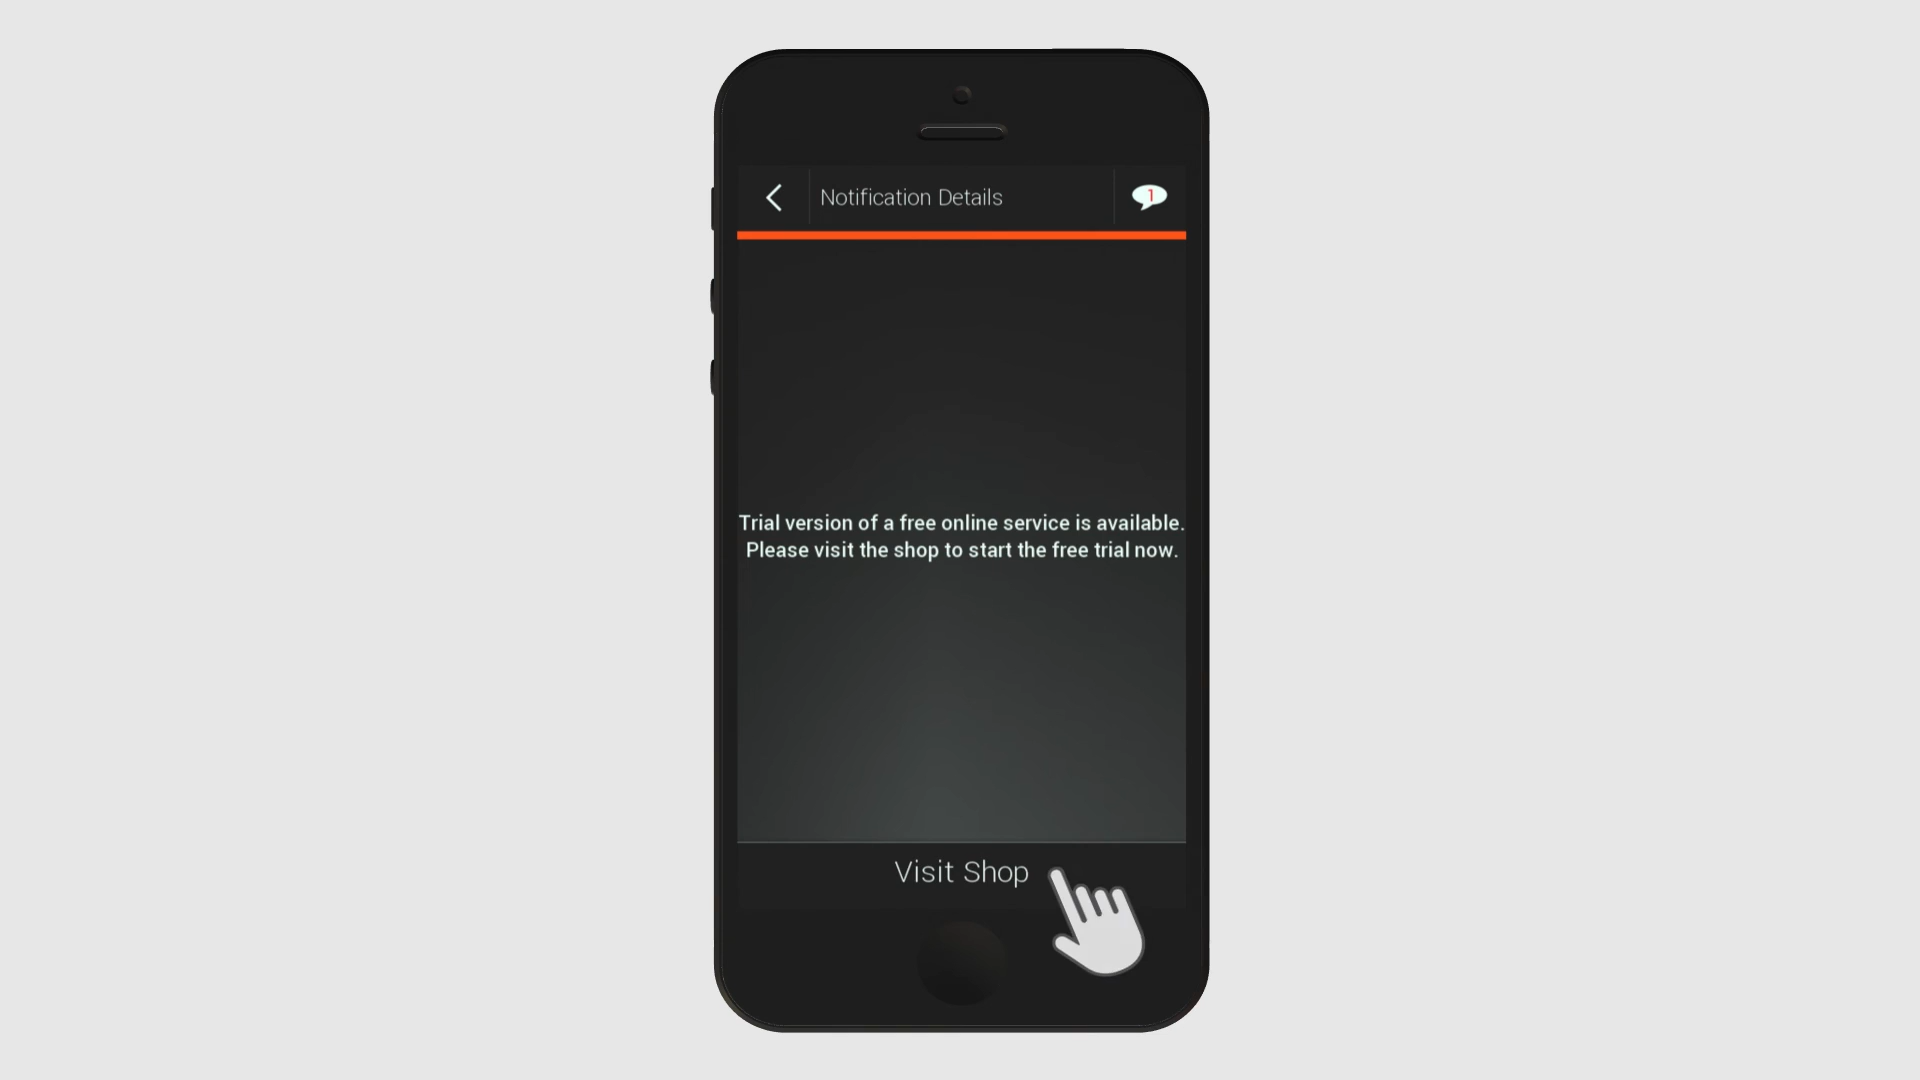 Notification Details
1
Trial version of a free online service is available.
Please visit the shop to start the free trial now.
Visit Shop